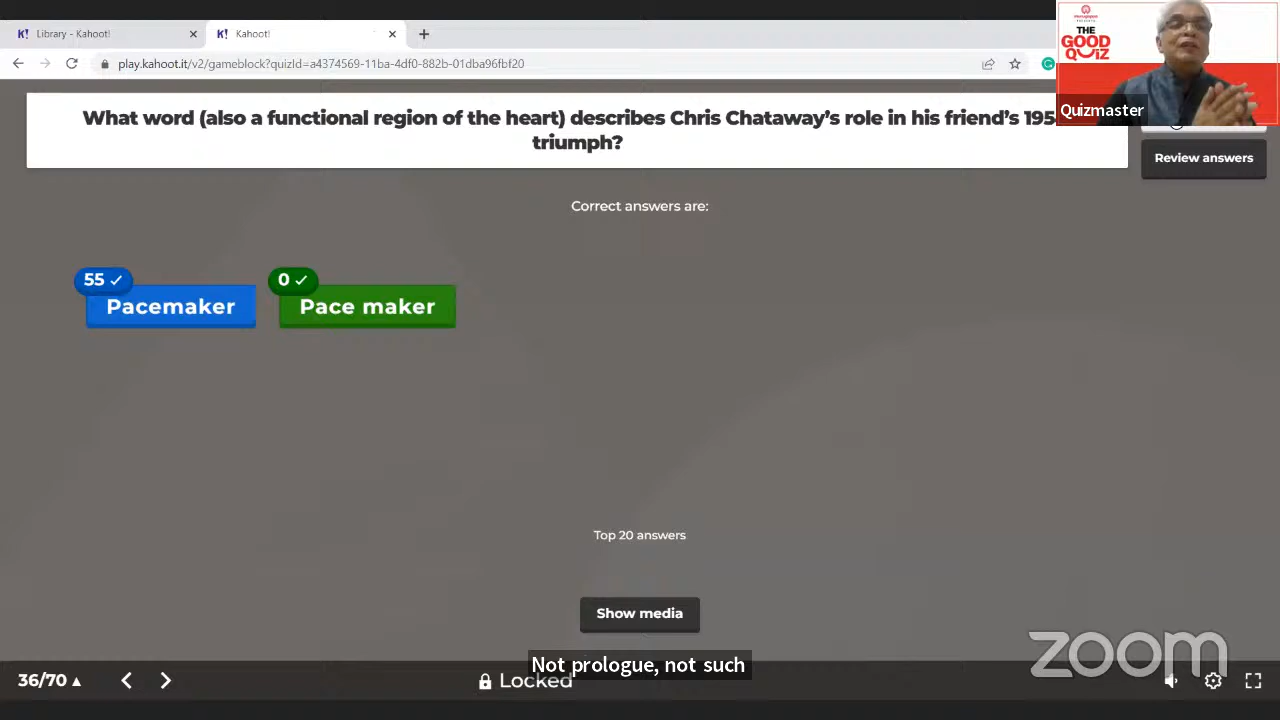 Library - Kahoot!
Kahoot!
play.kahoot.it/v2/gameblock?quizId=a4374569-11ba-4df0-882b-01dba96fbf20
THE
GOOD
QUIZ
Quizmaster
What word (also a functional region of the heart) describes Chris Chataway's role in his friend's 195
triumph?
Review answers
Correct answers are:
55
0
Pacemaker
Pace maker
Top 20 answers
Show media
Not prologue, not such
36/70
Locked
zoom